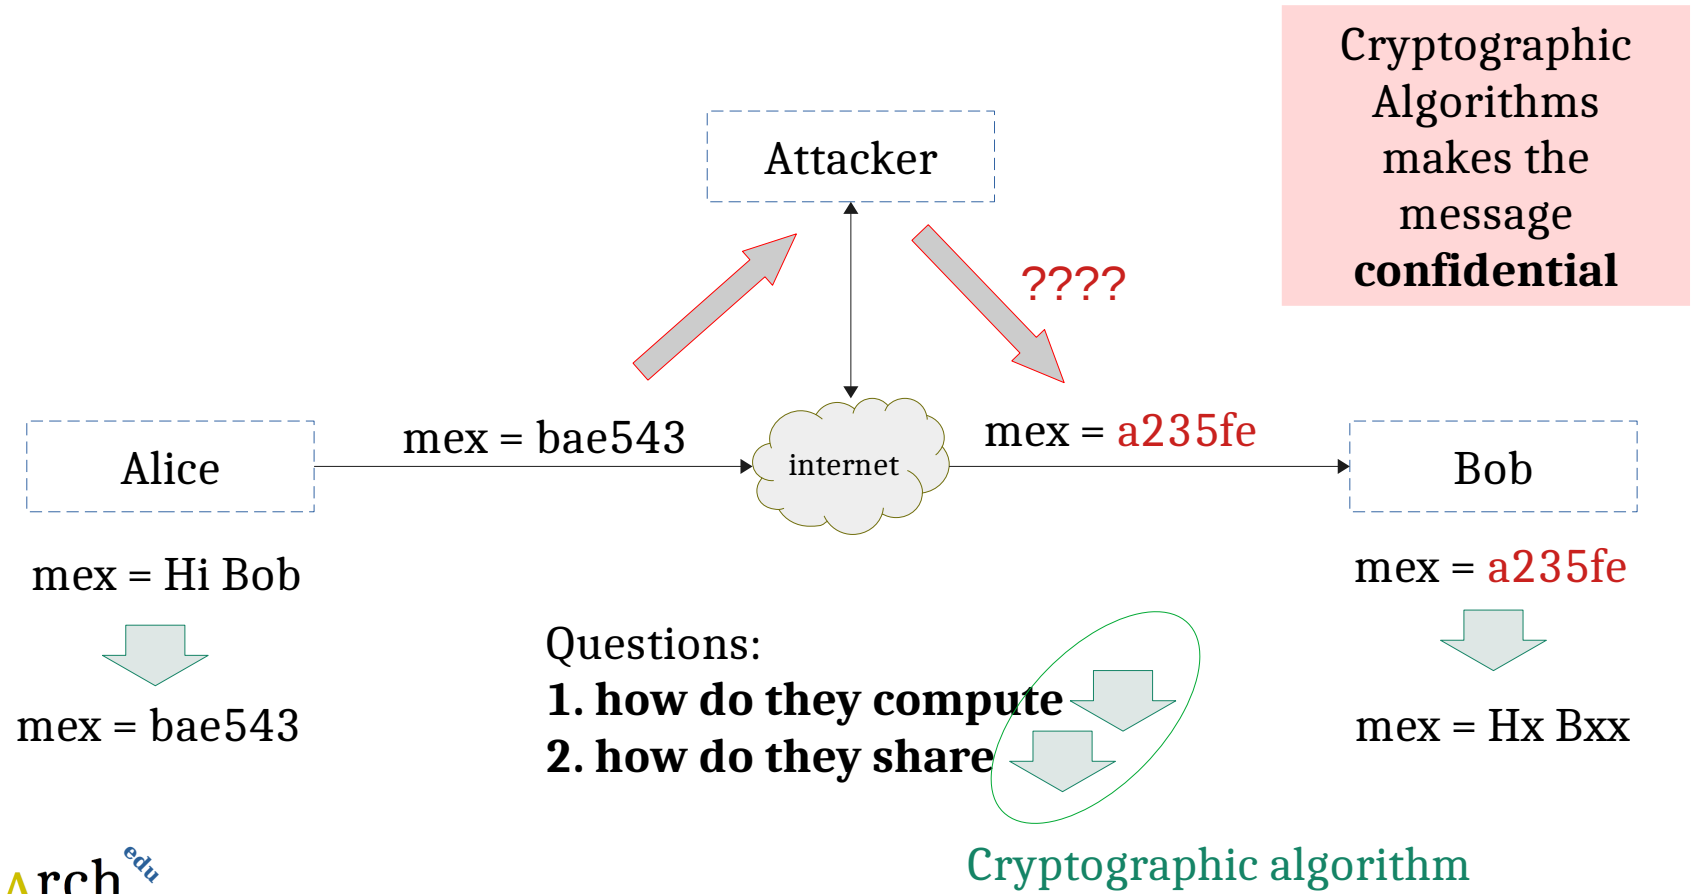 Cryptographic
Algorithms
makes the
message
confidential
Attacker
????
mex = bae543
mex = a235fe
Alice
internet
Bob
mex = Hi Bob
mex = a235fe
mex = bae543
mex = Hx Bxx
Questions:
1. how do they compute
2. how do they share
Cryptographic algorithm
Arch edu